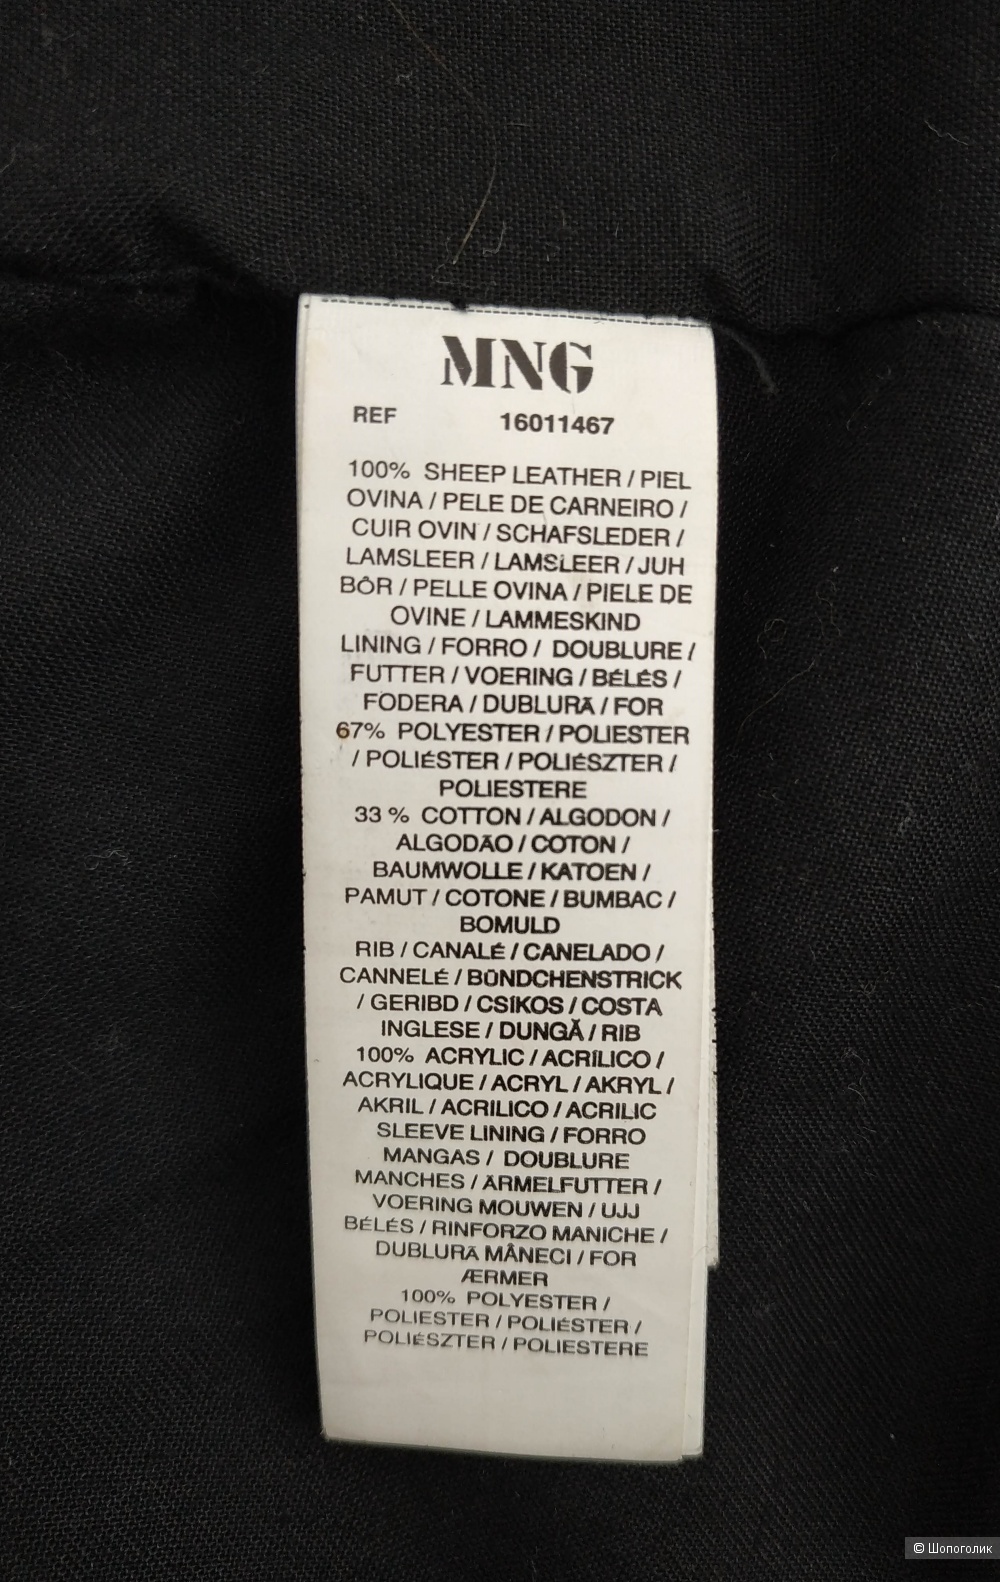 MNG
REF 16011467
100% SHEEP LEATHER / PIEL
OVINA / PELE DE CARNEIRO /
CUIR OVIN / SCHAFSLEDER /
LAMSLEER / LAMSLEER / JUH
BÔR / PELLE OVINA / PIELE DE
OVINE / LAMMESKIND
LINING / FORRO / DOUBLURE /
FUTTER / VOERING / BÉLÉS /
FODERA / DUBLURĂ / FOR
67% POLYESTER / POLIESTER
/ POLIÉSTER / POLIÉSZTER /
POLIESTERE
33 % COTTON / ALGODON /
ALGODÃO / COTON /
BAUMWOLLE / KATOEN /
PAMUT / COTONE / BUMBAC /
BOMULD
RIB / CANALÉ / CANELADO /
CANNELÉ / BÜNDCHENSTRICK
/ GERIBD / CSÍKOS / COSTA
INGLESE / DUNGĂ / RIB
100% ACRYLIC / ACRÍLICO /
ACRYLIQUE / ACRYL / AKRYL /
AKRIL / ACRILICO / ACRILIC
SLEEVE LINING / FORRO
MANGAS / DOUBLURE
MANCHES / ÄRMELFUTTER /
VOERING MOUWEN / UJJ
BÉLÉS / RINFORZO MANICHE /
DUBLURĂ MÂNECI / FOR
ÆRMER
100% POLYESTER /
POLIESTER / POLIÉSTER /
POLIÉSZTER / POLIESTERE
© Шопоголик